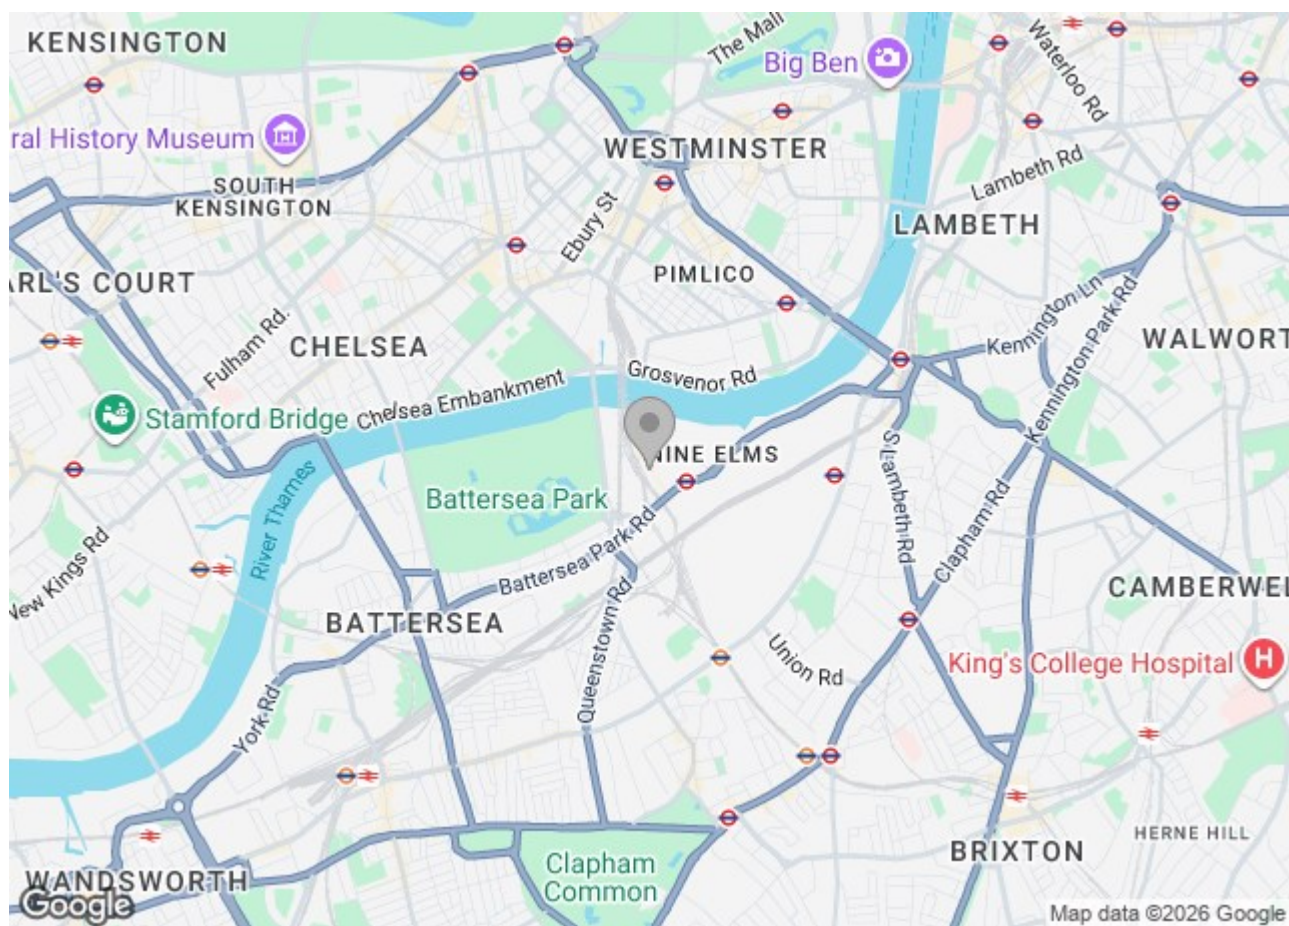 KENSINGTON
The Mall
Big Ben
Waterloo Rd
ral History Museum
WESTMINSTER
Lambeth Rd
SOUTH
KENSINGTON
Ebury St
LAMBETH
ARL'S COURT
PIMLICO
Fulham Rd.
CHELSEA
Kennington Ln
Kennington Park Rd
WALWORT
Grosvenor Rd
Chelsea Embankment
Stamford Bridge
NINE ELMS
S Lambeth Rd
River Thames
Battersea Park
Clapham Rd
New Kings Rd
Battersea Park Rd
CAMBERWEL
BATTERSEA
Queenstown Rd
Union Rd
King's College Hospital
H
York Rd
HERNE HILL
BRIXTON
Clapham
Common
WANDSWORTH
Google
Map data ©2026 Google